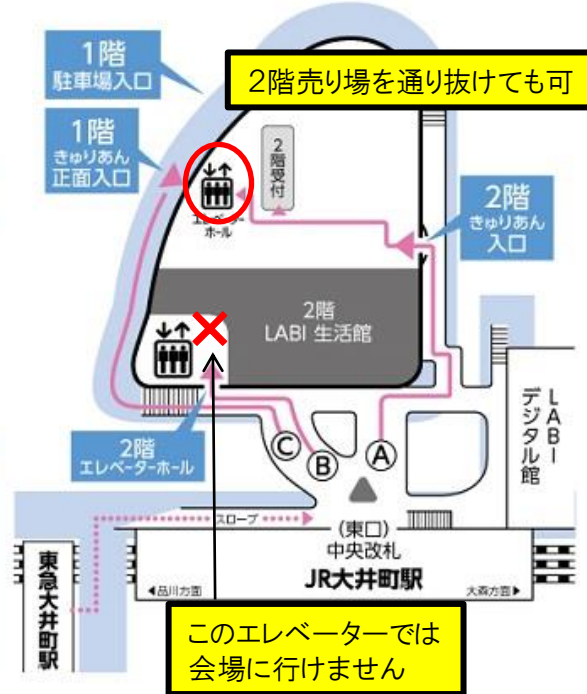 1階
駐車場入口
2階売り場を通り抜けても可
1階
きゅりあん
正面入口
2階受付
エレベーター
ホール
2階
きゅりあん
入口
2階
LABI 生活館
2階
エレベーターホール
C
B
A
LABI
デジタル館
スロープ
(東口)
中央改札
JR大井町駅
◀品川方面
大森方面▶
東急大井町駅
このエレベーターでは
会場に行けません